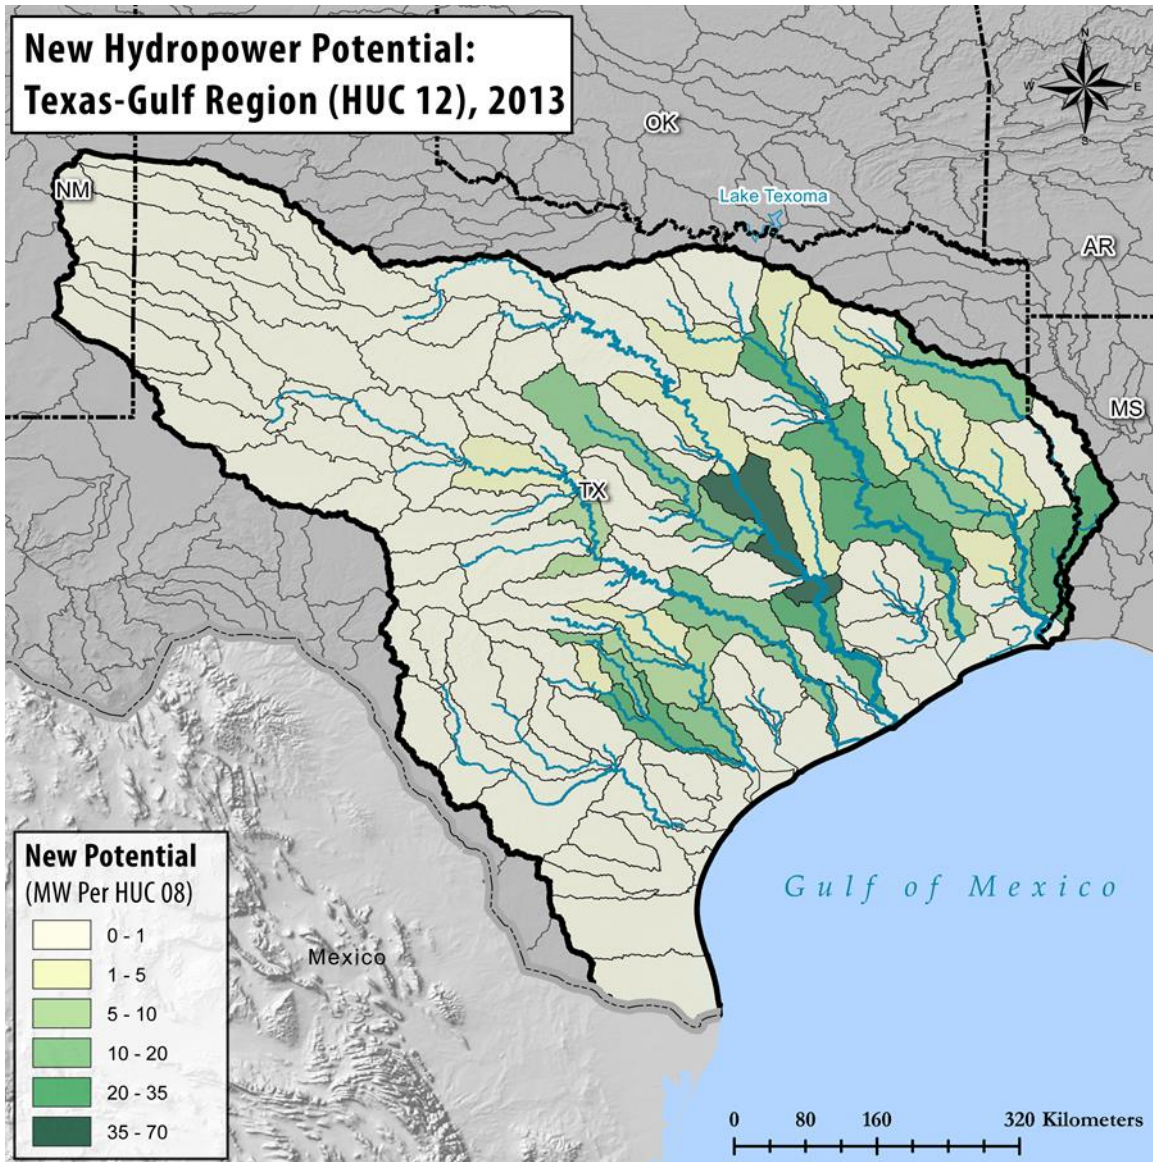 New Hydropower Potential:
Texas-Gulf Region (HUC 12), 2013
N
W
E
S
OK
NM
Lake Texoma
AR
MS
TX
Gulf of Mexico
Mexico
New Potential
(MW Per HUC 08)
0 - 1
1 - 5
5 - 10
10 - 20
20 - 35
35 - 70
0 80 160 320 Kilometers